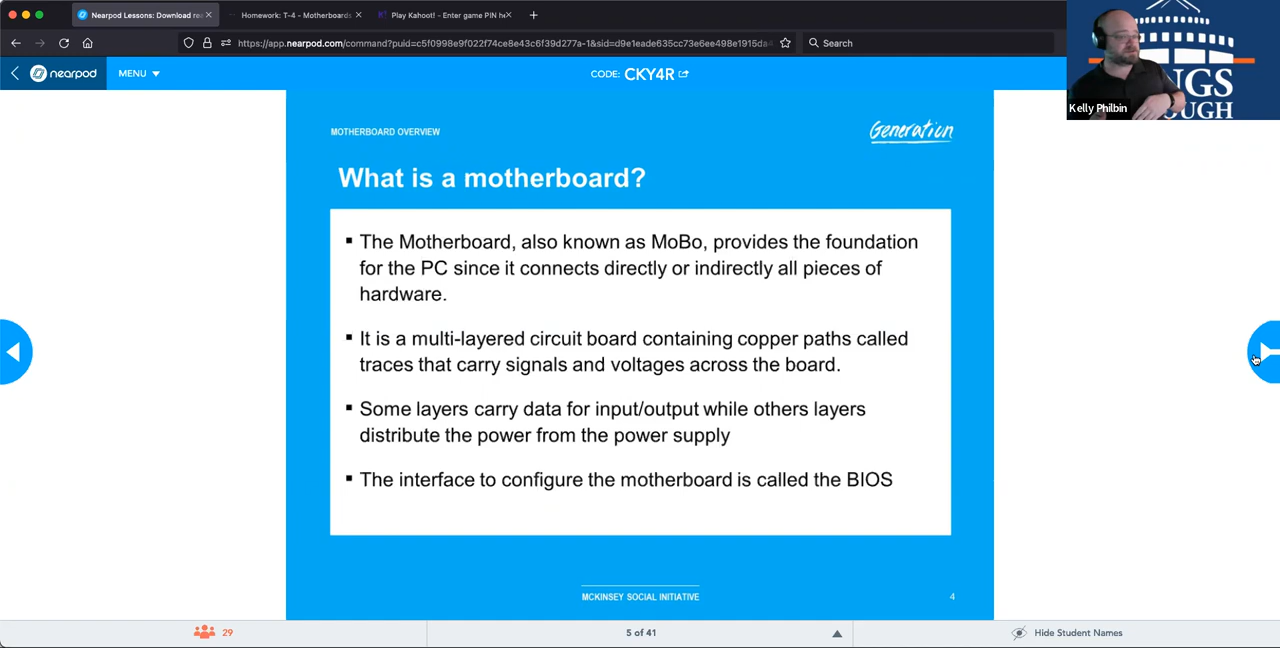 Nearpod Lessons: Download re
Homework: T-4 - Motherboards
Play Kahoot! - Enter game PIN he
https://app.nearpod.com/command?puid=c5f0998e9f022f74ce8e43c6f39d277a-1&sid=d9e1eade635cc73e6ee498e1915da4
Search
nearpod
MENU
CODE: CKY4R
NGS
OUGH
Kelly Philbin
MOTHERBOARD OVERVIEW
Generation
What is a motherboard?
▪ The Motherboard, also known as MoBo, provides the foundation
for the PC since it connects directly or indirectly all pieces of
hardware.
▪ It is a multi-layered circuit board containing copper paths called
traces that carry signals and voltages across the board.
▪ Some layers carry data for input/output while others layers
distribute the power from the power supply
▪ The interface to configure the motherboard is called the BIOS
MCKINSEY SOCIAL INITIATIVE
4
29
5 of 41
Hide Student Names